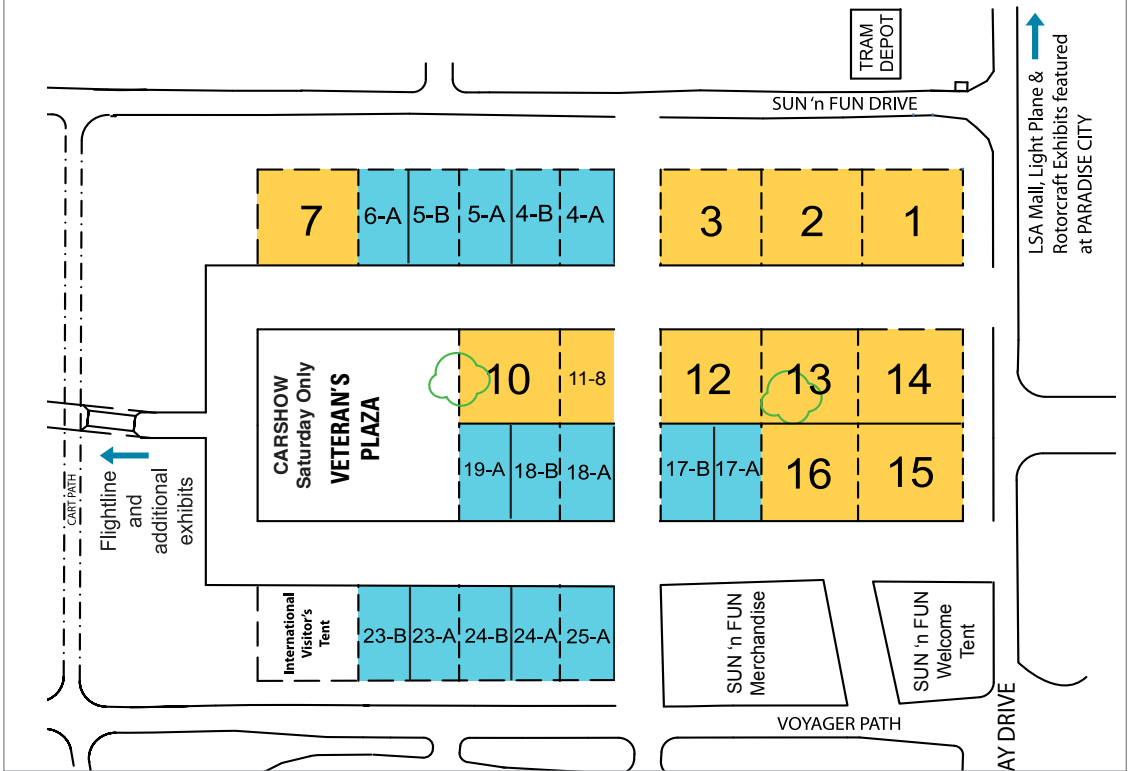 TRAM
DEPOT
SUN 'n FUN DRIVE
LSA Mall, Light Plane &
Rotorcraft Exhibits featured
at PARADISE CITY
7
6-A
5-B
5-A
4-B
4-A
3
2
1
CARSHOW
Saturday Only
VETERAN'S
PLAZA
10
11-8
12
13
14
19-A
18-B
18-A
17-B
17-A
16
15
CART PATH
Flightline
and
additional
exhibits
International
Visitor's
Tent
23-B
23-A
24-B
24-A
25-A
SUN 'n FUN
Merchandise
SUN 'n FUN
Welcome
Tent
VOYAGER PATH
AY DRIVE